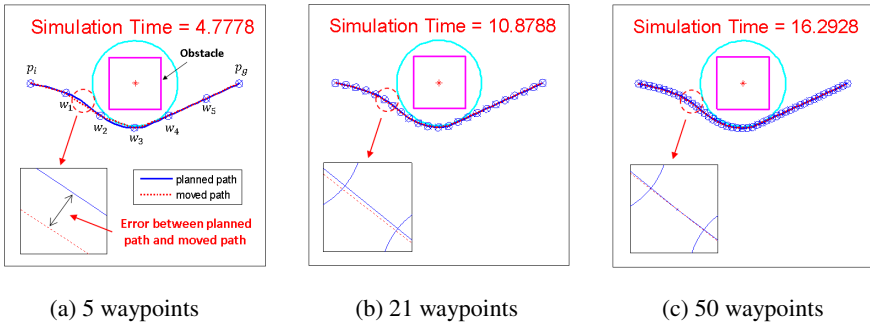 Simulation Time = 4.7778
Obstacle
p_i
p_g
w_1
w_2
w_3
w_4
w_5
planned path
moved path
Error between planned
path and moved path
(a) 5 waypoints
Simulation Time = 10.8788
(b) 21 waypoints
Simulation Time = 16.2928
(c) 50 waypoints